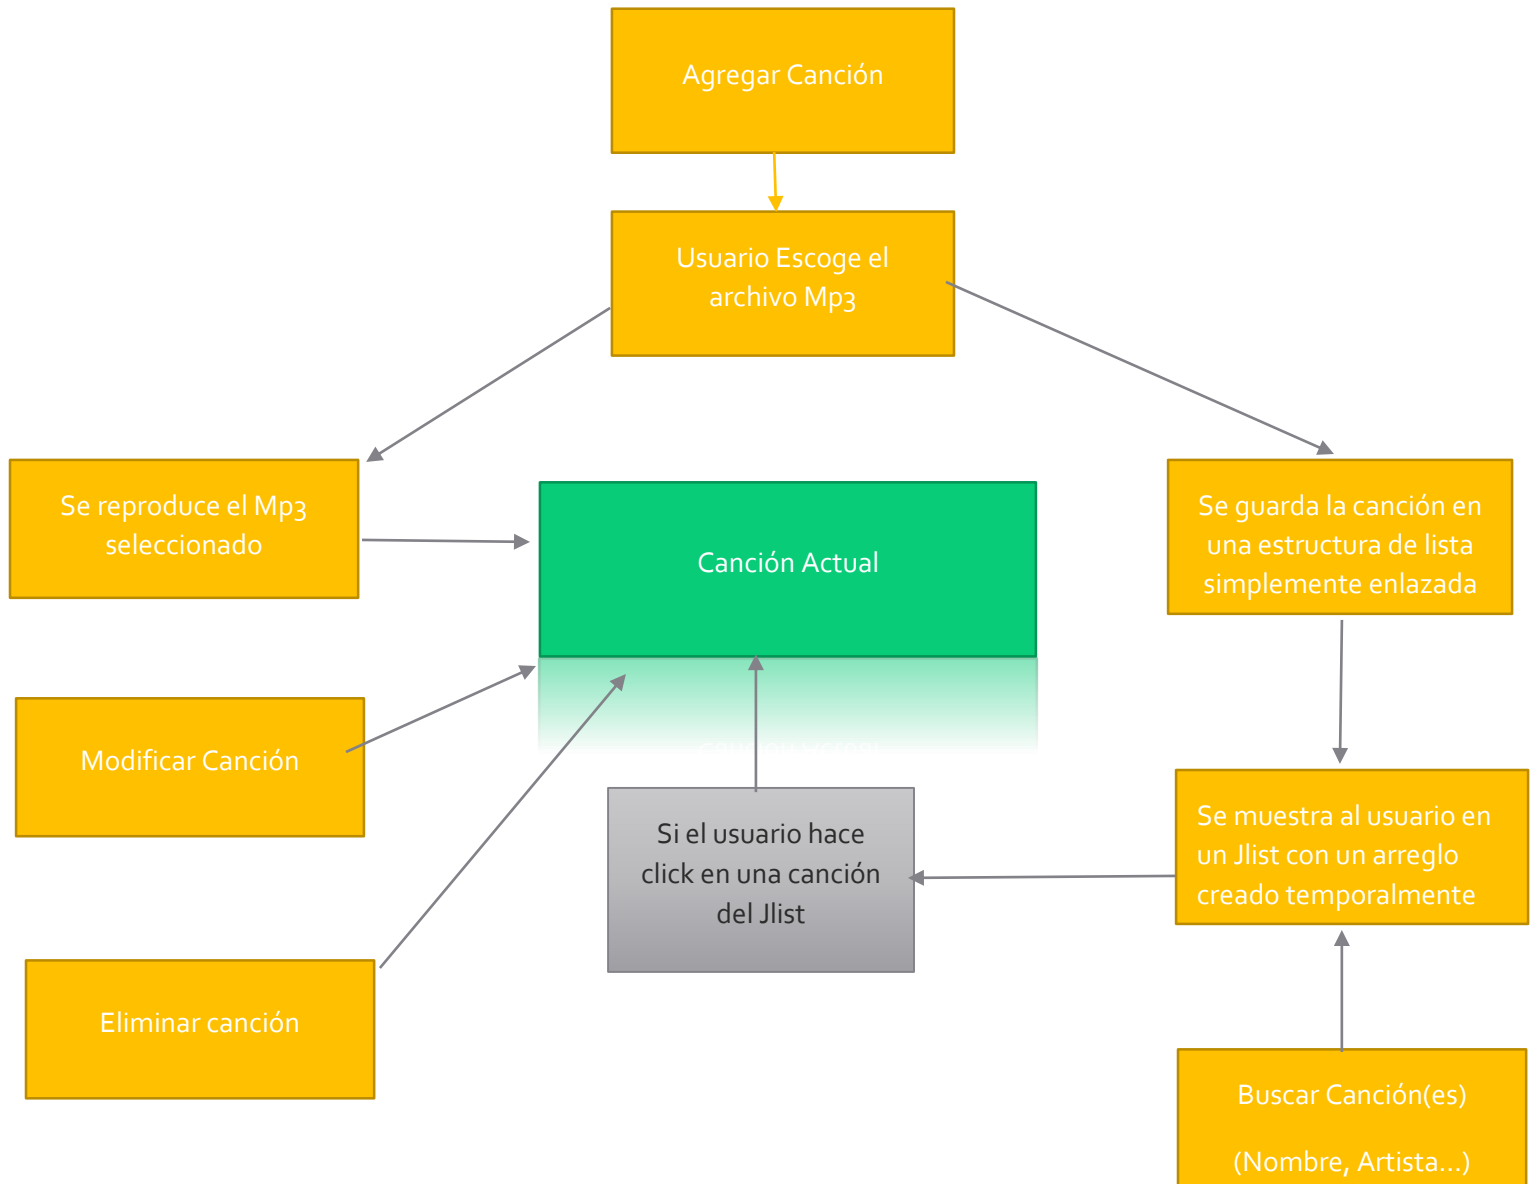 Agregar Canción
Usuario Escoge el
archivo Mp3
Se reproduce el Mp3
seleccionado
Canción Actual
Se guarda la canción en
una estructura de lista
simplemente enlazada
Modificar Canción
Si el usuario hace
click en una canción
del Jlist
Se muestra al usuario en
un Jlist con un arreglo
creado temporalmente
Eliminar canción
Buscar Canción(es)
(Nombre, Artista...)